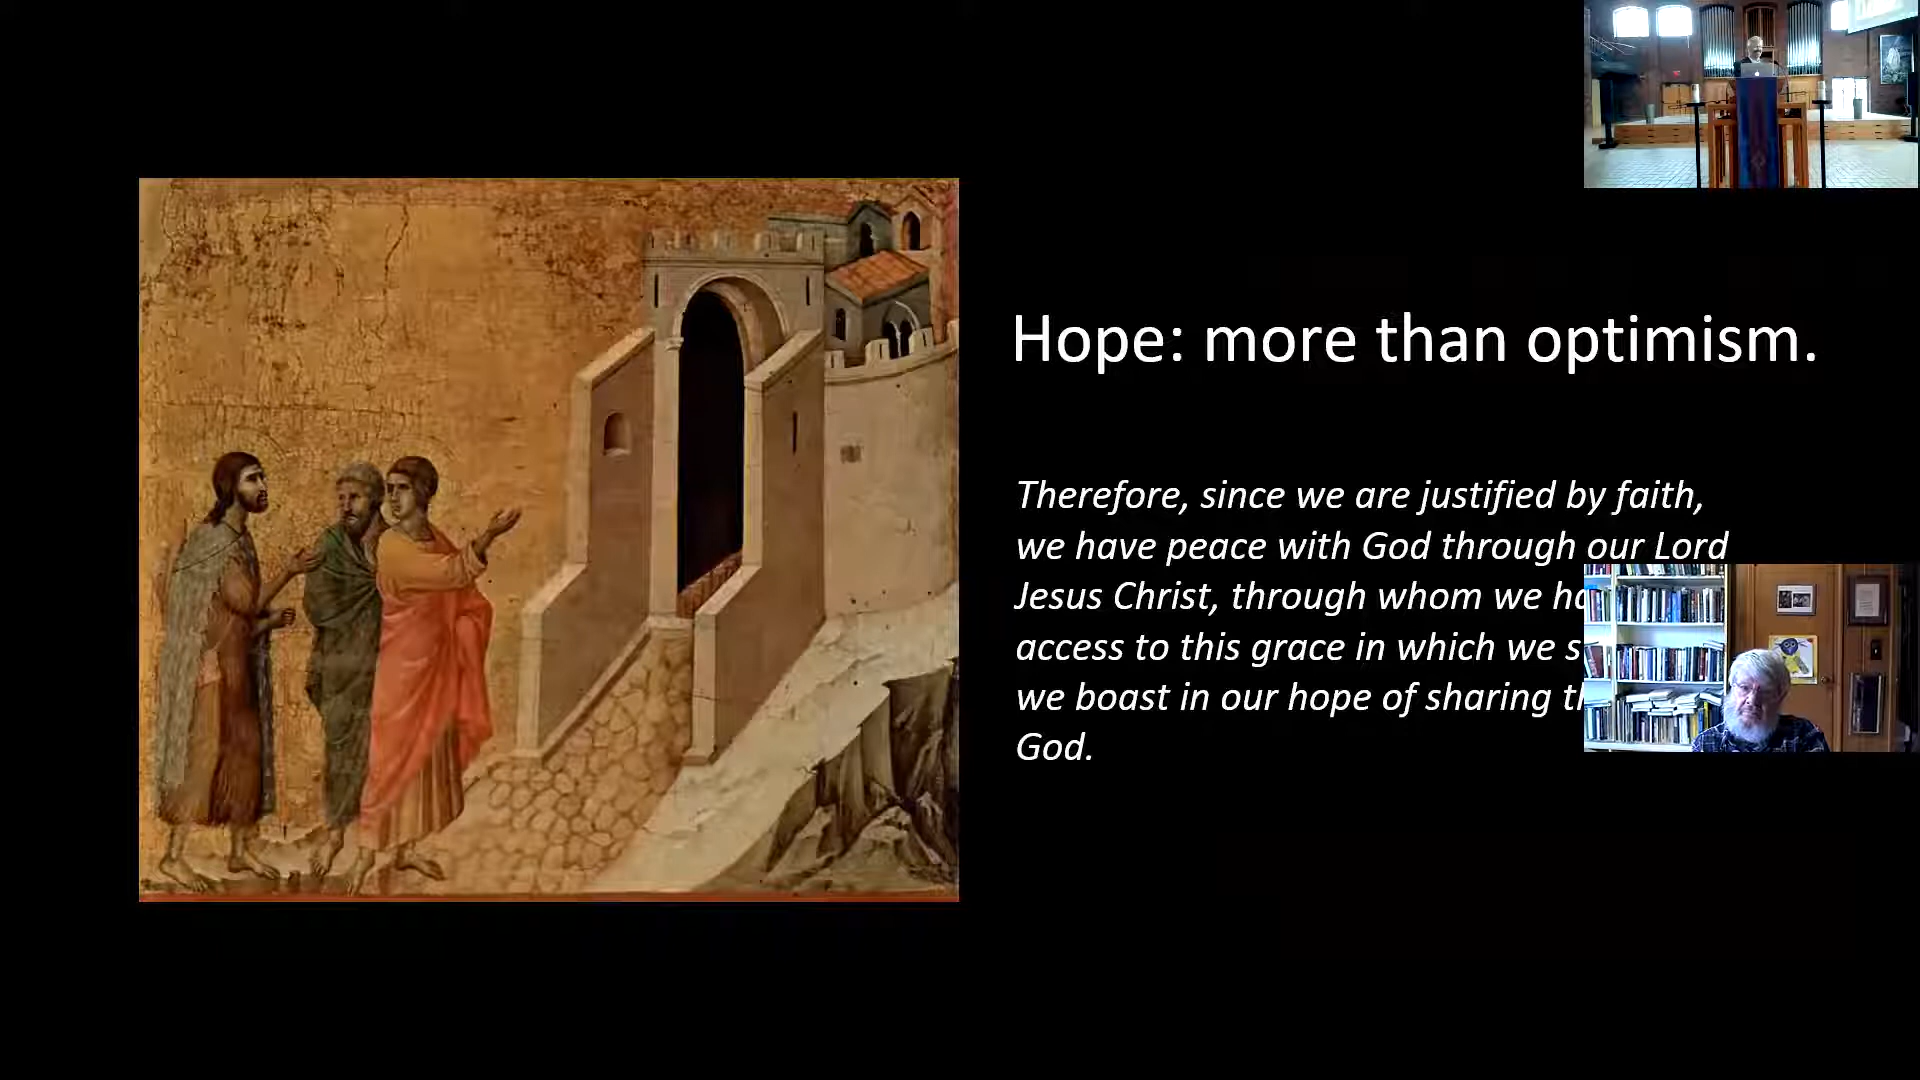 Hope: more than optimism.
Therefore, since we are justified by faith,
we have peace with God through our Lord
Jesus Christ, through whom we
access to this grace in which we
we boast in our hope of sharing
God.